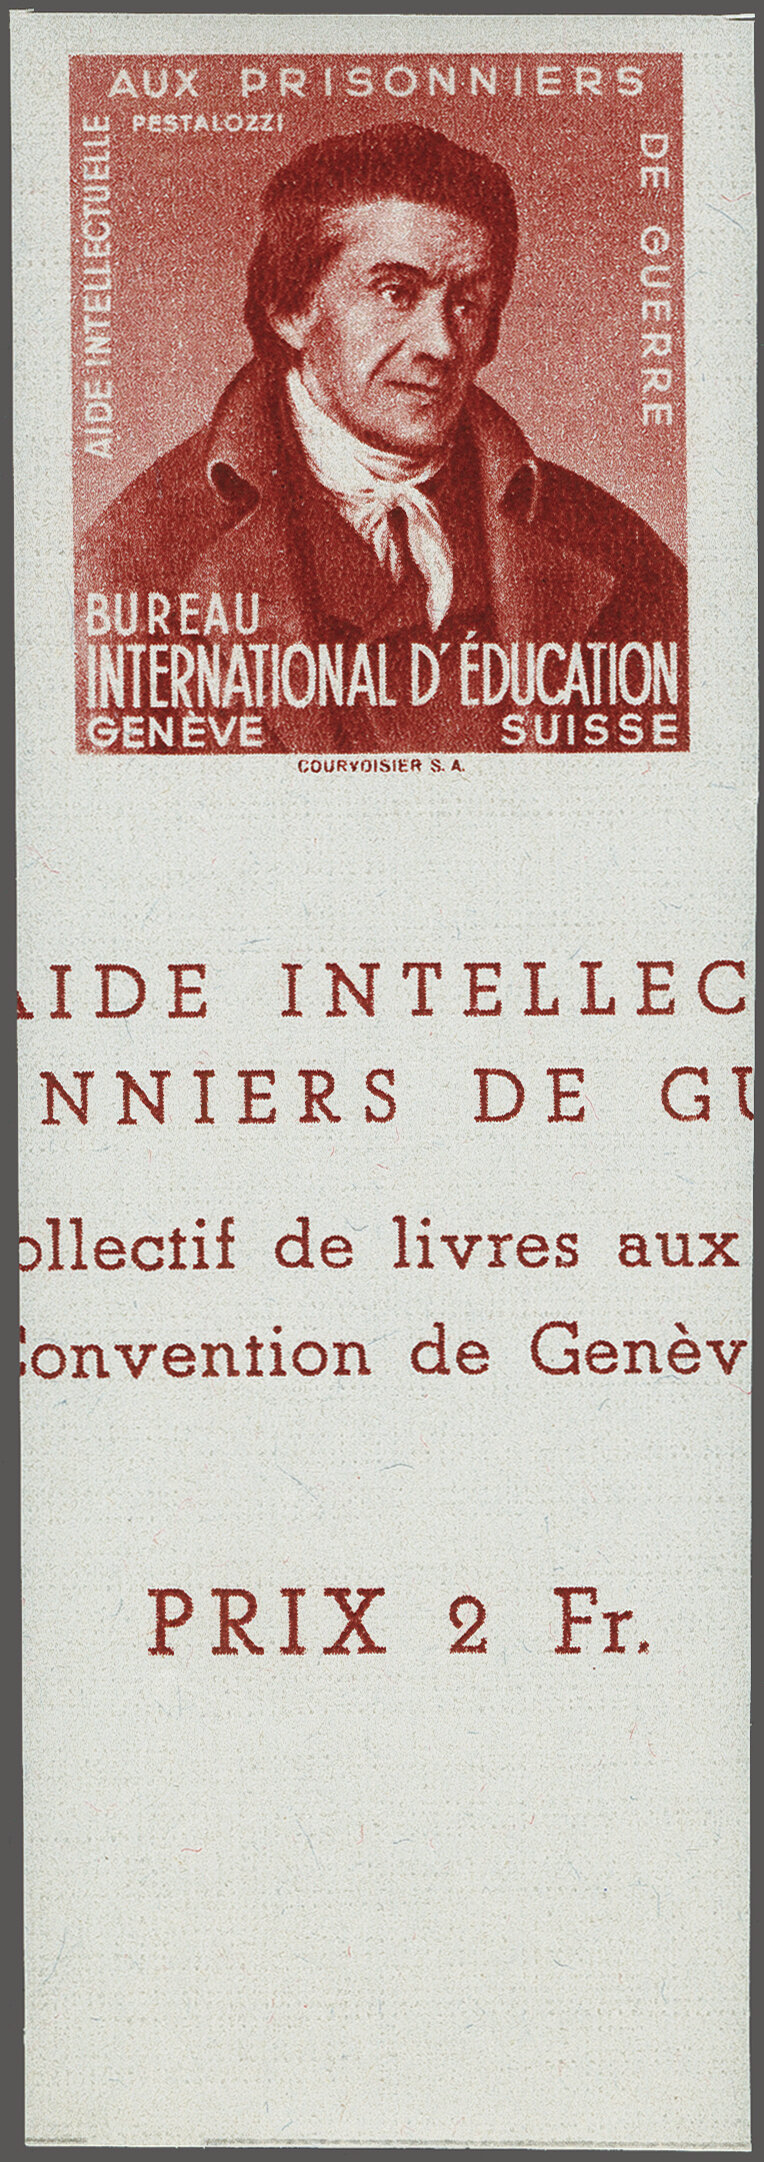 AUX PRISONNIERS
PESTALOZZI
AIDE INTELLECTUELLE
DE GUERRE
BUREAU
INTERNATIONAL D'ÉDUCATION
GENÈVE SUISSE
COURVOISIER S. A.
AIDE INTELLEC
NNIERS DE GU
ollectif de livres aux
Convention de Genèv
PRIX 2 Fr.